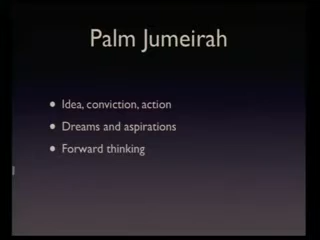 Palm Jumeirah
• Idea, conviction, action
• Dreams and aspirations
• Forward thinking